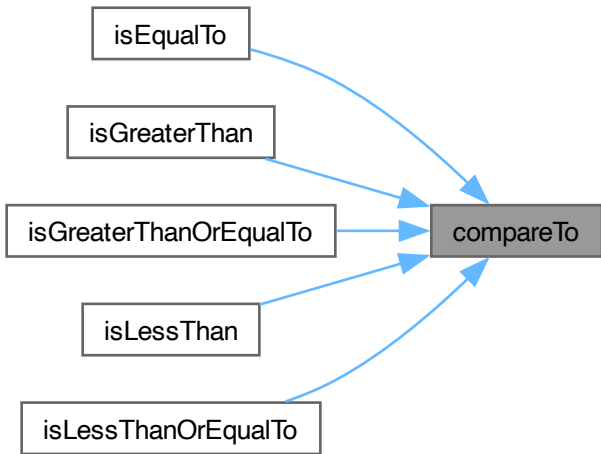 isEqualTo
isGreaterThan
isGreaterThanOrEqualTo
compareTo
isLessThan
isLessThanOrEqualTo